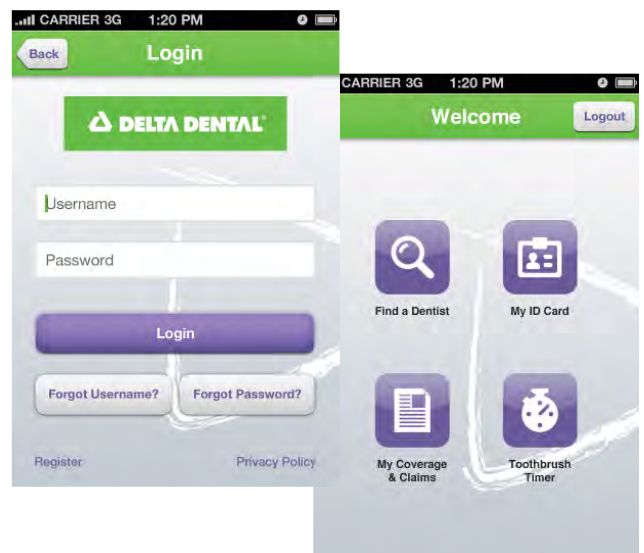 CARRIER 3G 1:20 PM
Back Login
DELTA DENTAL®
Username
Password
Login
Forgot Username? Forgot Password?
Register Privacy Policy
CARRIER 3G 1:20 PM
Welcome Logout
Find a Dentist My ID Card
My Coverage
& Claims
Toothbrush
Timer